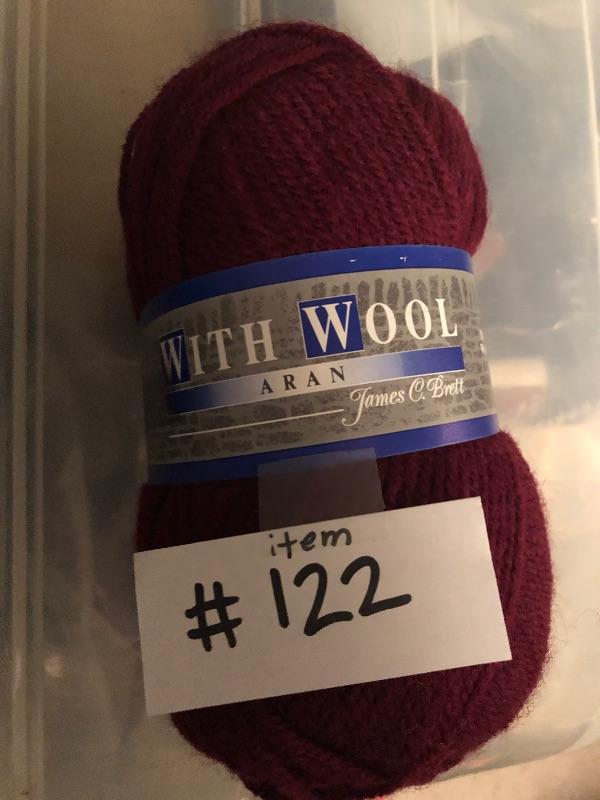 WITH WOOL
ARAN
James C. Brett
item
#122